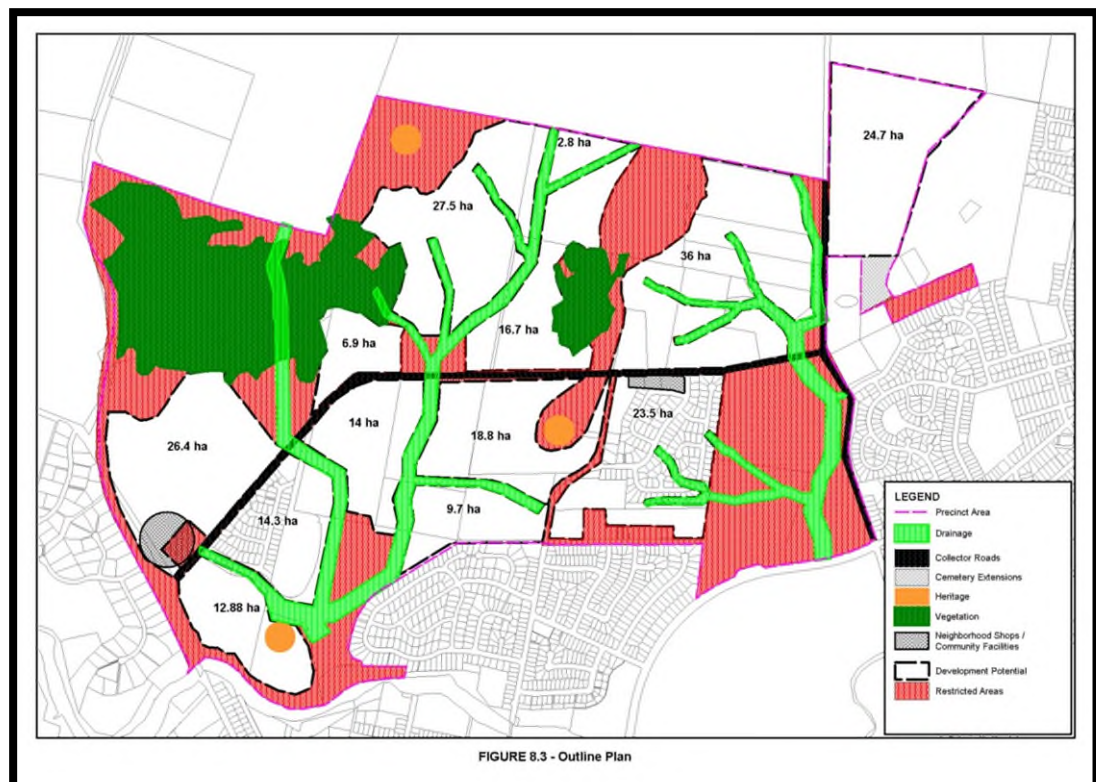 24.7 ha
2.8 ha
27.5 ha
36 ha
16.7 ha
6.9 ha
14 ha
23.5 ha
18.8 ha
26.4 ha
9.7 ha
14.3 ha
12.88 ha
LEGEND
Precinct Area
Drainage
Collector Roads
Cemetery Extensions
Heritage
Vegetation
Neighborhood Shops /
Community Facilities
Development Potential
Restricted Areas
FIGURE 8.3 - Outline Plan